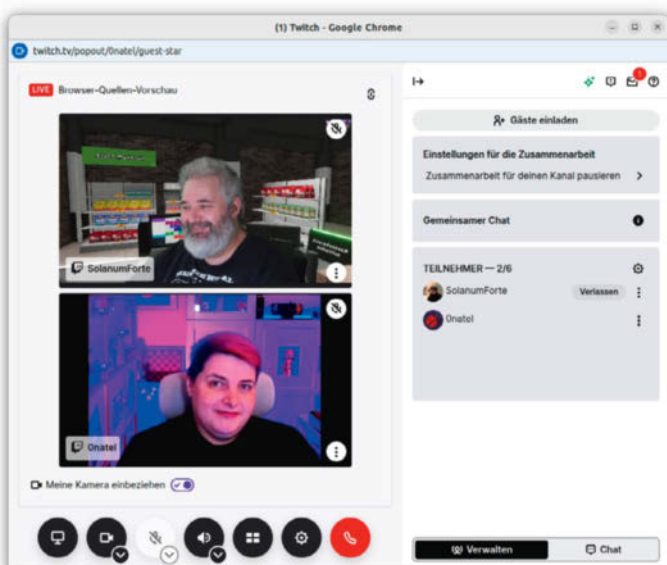 (1) Twitch - Google Chrome
twitch.tv/popout/0natel/guest-star
LIVE Browser-Quellen-Vorschau
SolanumForte
0natel
Meine Kamera einbeziehen
1
Gäste einladen
Einstellungen für die Zusammenarbeit
Zusammenarbeit für deinen Kanal pausieren
Gemeinsamer Chat
TEILNEHMER — 2/6
SolanumForte Verlassen
0natel
Verwalten Chat